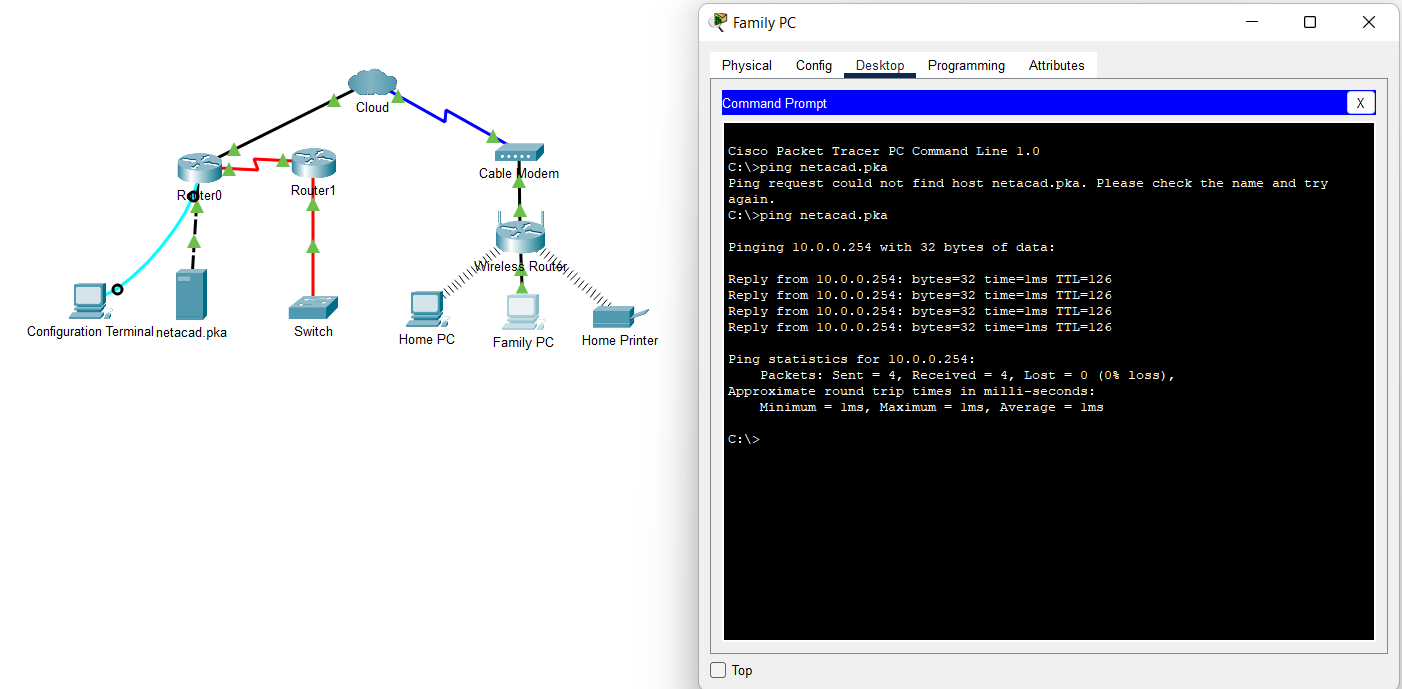 Cloud
Router0
Router1
Cable Modem
Wireless Router
Configuration Terminal
netacad.pka
Switch
Home PC
Family PC
Home Printer
Family PC
Physical Config Desktop Programming Attributes
Command Prompt
X
Cisco Packet Tracer PC Command Line 1.0
C:\>ping netacad.pka
Ping request could not find host netacad.pka. Please check the name and try
again.
C:\>ping netacad.pka
Pinging 10.0.0.254 with 32 bytes of data:
Reply from 10.0.0.254: bytes=32 time=1ms TTL=126
Reply from 10.0.0.254: bytes=32 time=1ms TTL=126
Reply from 10.0.0.254: bytes=32 time=1ms TTL=126
Reply from 10.0.0.254: bytes=32 time=1ms TTL=126
Ping statistics for 10.0.0.254:
Packets: Sent = 4, Received = 4, Lost = 0 (0% loss),
Approximate round trip times in milli-seconds:
Minimum = 1ms, Maximum = 1ms, Average = 1ms
C:\>
Top